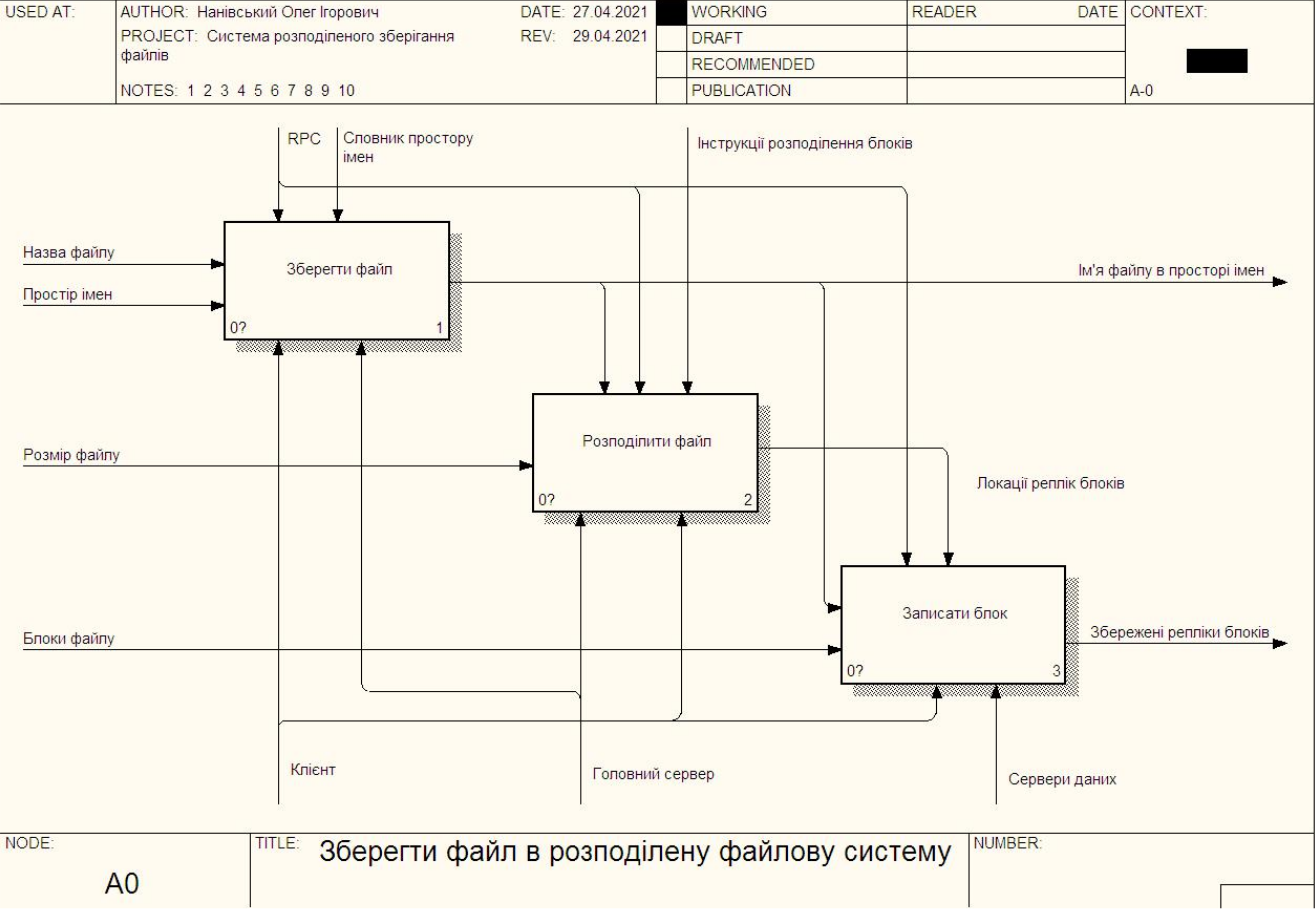 USED AT:
AUTHOR: Нанівський Олег Ігорович
DATE: 27.04.2021
PROJECT: Система розподіленого зберігання
файлів
REV: 29.04.2021
NOTES: 1 2 3 4 5 6 7 8 9 10
WORKING
DRAFT
RECOMMENDED
PUBLICATION
READER
DATE
CONTEXT:
A-0
RPC
Словник простору
імен
Інструкції розподілення блоків
Назва файлу
Простір імен
Зберегти файл
0?
1
Ім'я файлу в просторі імен
Розмір файлу
Розподілити файл
0?
2
Локації реплік блоків
Блоки файлу
Записати блок
0?
3
Збережені репліки блоків
Клієнт
Головний сервер
Сервери даних
NODE:
A0
TITLE:
Зберегти файл в розподілену файлову систему
NUMBER: